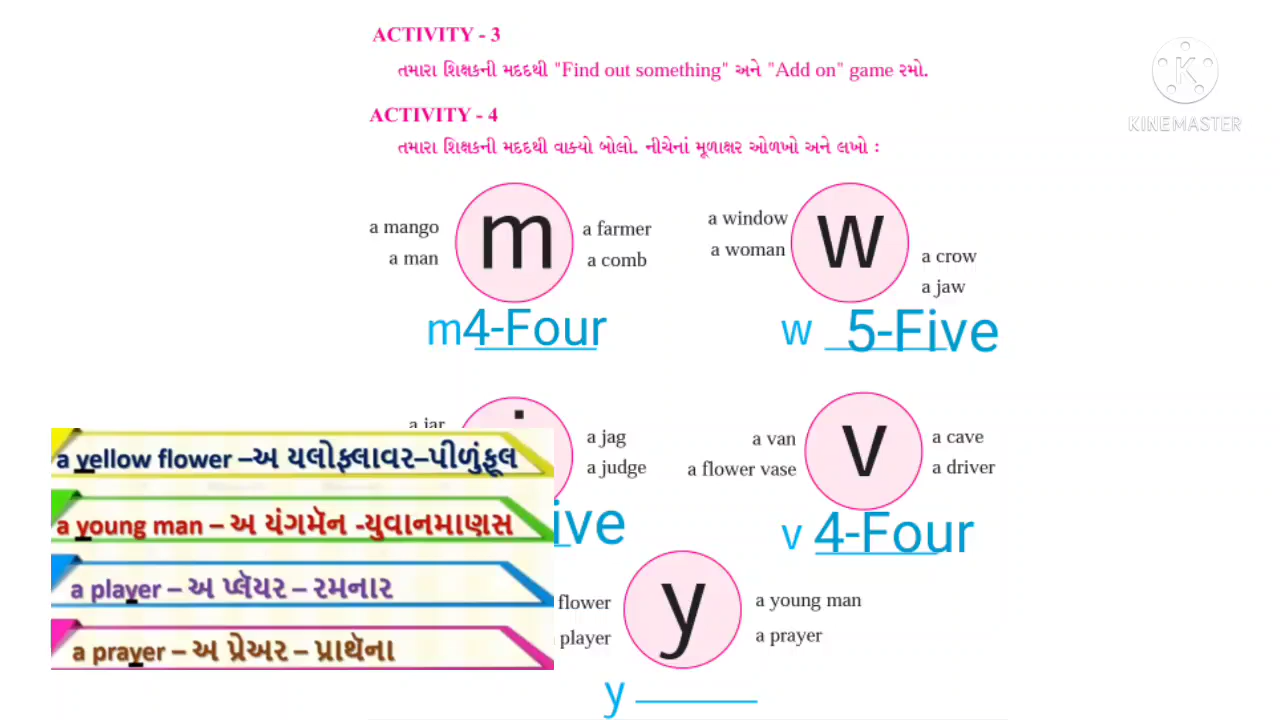 ACTIVITY - 3
તમારા શિક્ષકની મદદથી "Find out something" અને "Add on" game રમો.
KINEMASTER
ACTIVITY - 4
તમારા શિક્ષકની મદદથી વાક્યો બોલો. નીચેનાં મૂળાક્ષર ઓળખો અને લખો :
a mango
a man
m
a farmer
a comb
m4-Four
a window
a woman
w
a crow
a jaw
w 5-Five
a jar
a jag
a judge
ive
a van
a flower vase
v
a cave
a driver
v 4-Four
a yellow flower –અ યલોફ્લાવર–પીળુંફૂલ
a young man – અ યંગમૅન -યુવાનમાણસ
a player – અ પ્લૅયર – રમનાર
a prayer – અ પ્રેઅર – પ્રાર્થના
flower
player
y
a young man
a prayer
y